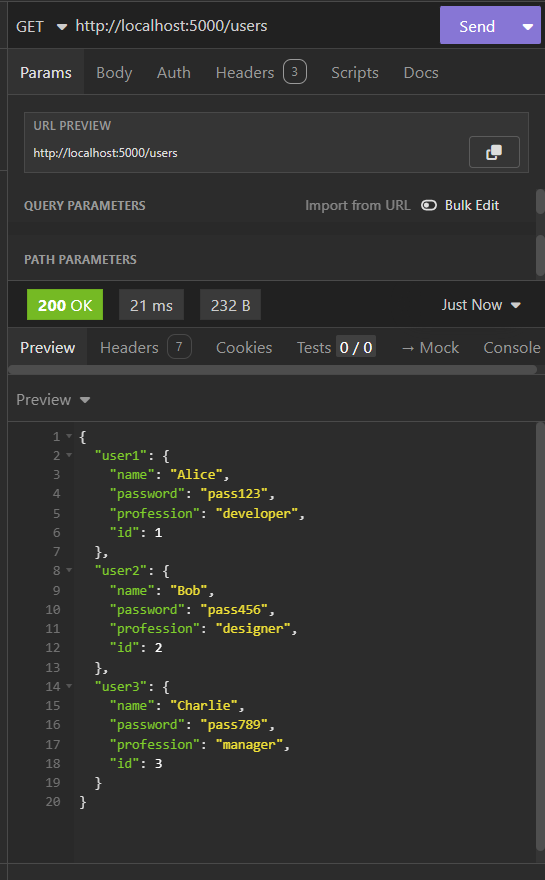 GET http://localhost:5000/users Send
Params Body Auth Headers 3 Scripts Docs
URL PREVIEW
http://localhost:5000/users
QUERY PARAMETERS Import from URL Bulk Edit
PATH PARAMETERS
200 OK 21 ms 232 B Just Now
Preview Headers 7 Cookies Tests 0 / 0 → Mock Console
Preview
1 {
2 "user1": {
3 "name": "Alice",
4 "password": "pass123",
5 "profession": "developer",
6 "id": 1
7 },
8 "user2": {
9 "name": "Bob",
10 "password": "pass456",
11 "profession": "designer",
12 "id": 2
13 },
14 "user3": {
15 "name": "Charlie",
16 "password": "pass789",
17 "profession": "manager",
18 "id": 3
19 }
20 }